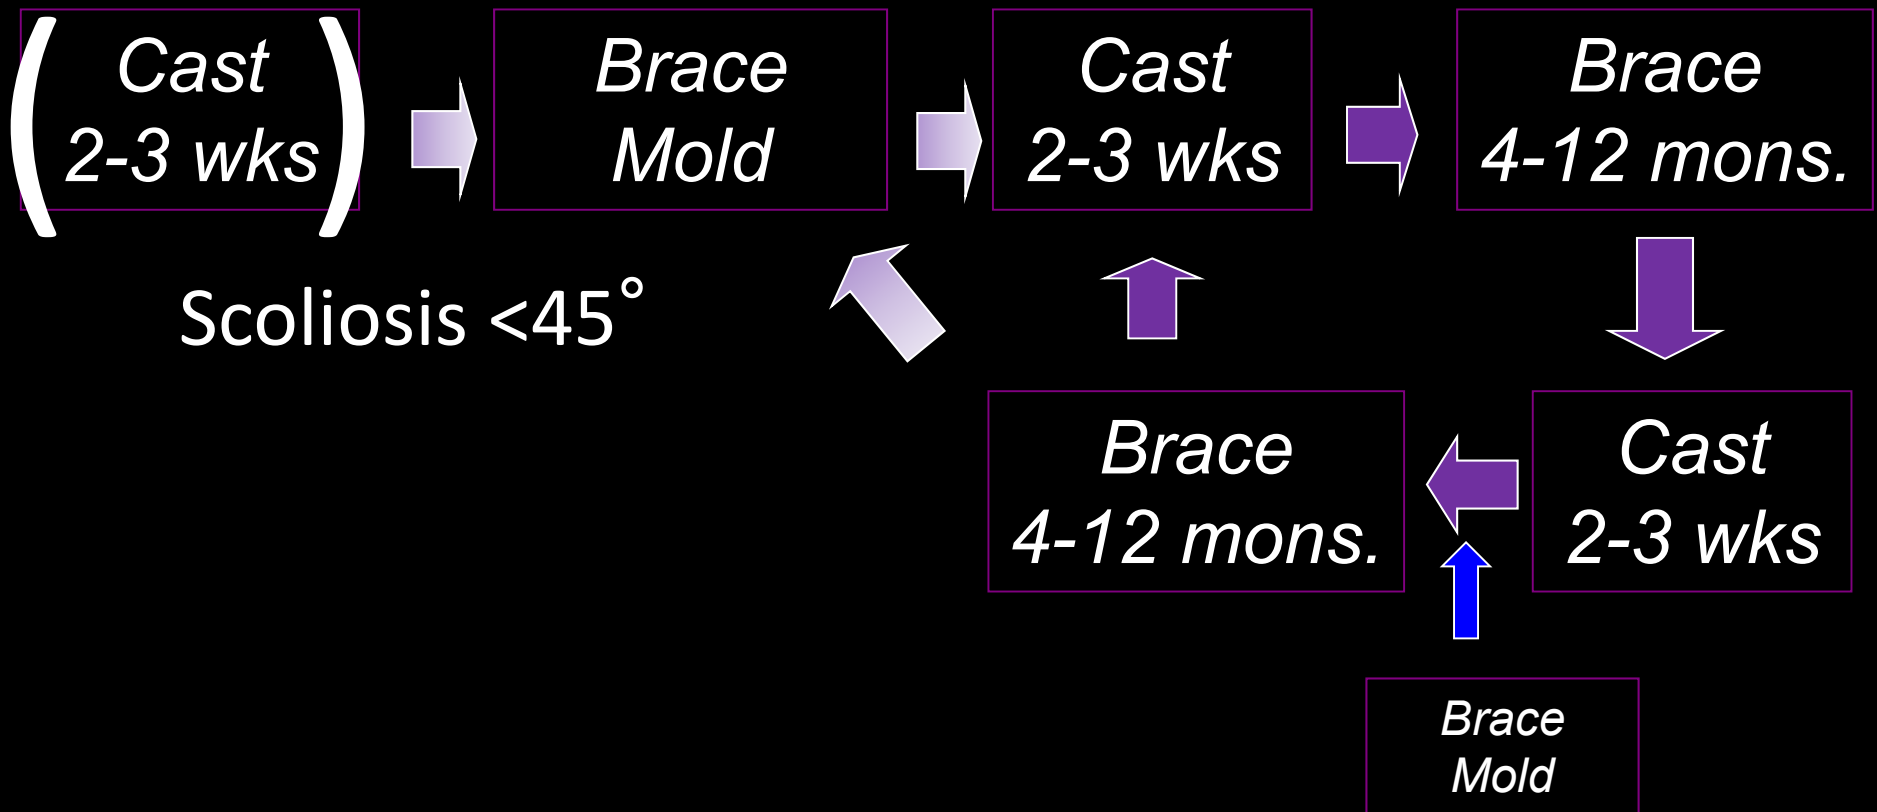 (Cast
2-3 wks)
Brace
Mold
Cast
2-3 wks
Brace
4-12 mons.
Scoliosis <45°
Brace
4-12 mons.
Cast
2-3 wks
Brace
Mold